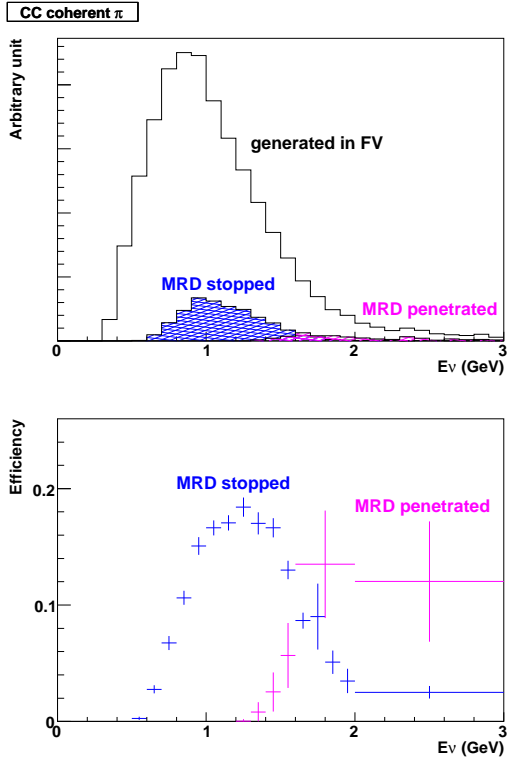 CC coherent π
Arbitrary unit
generated in FV
MRD stopped
MRD penetrated
0 1 2 3
Eν (GeV)
Efficiency
0.2
MRD stopped
MRD penetrated
0.1
0
0 1 2 3
Eν (GeV)